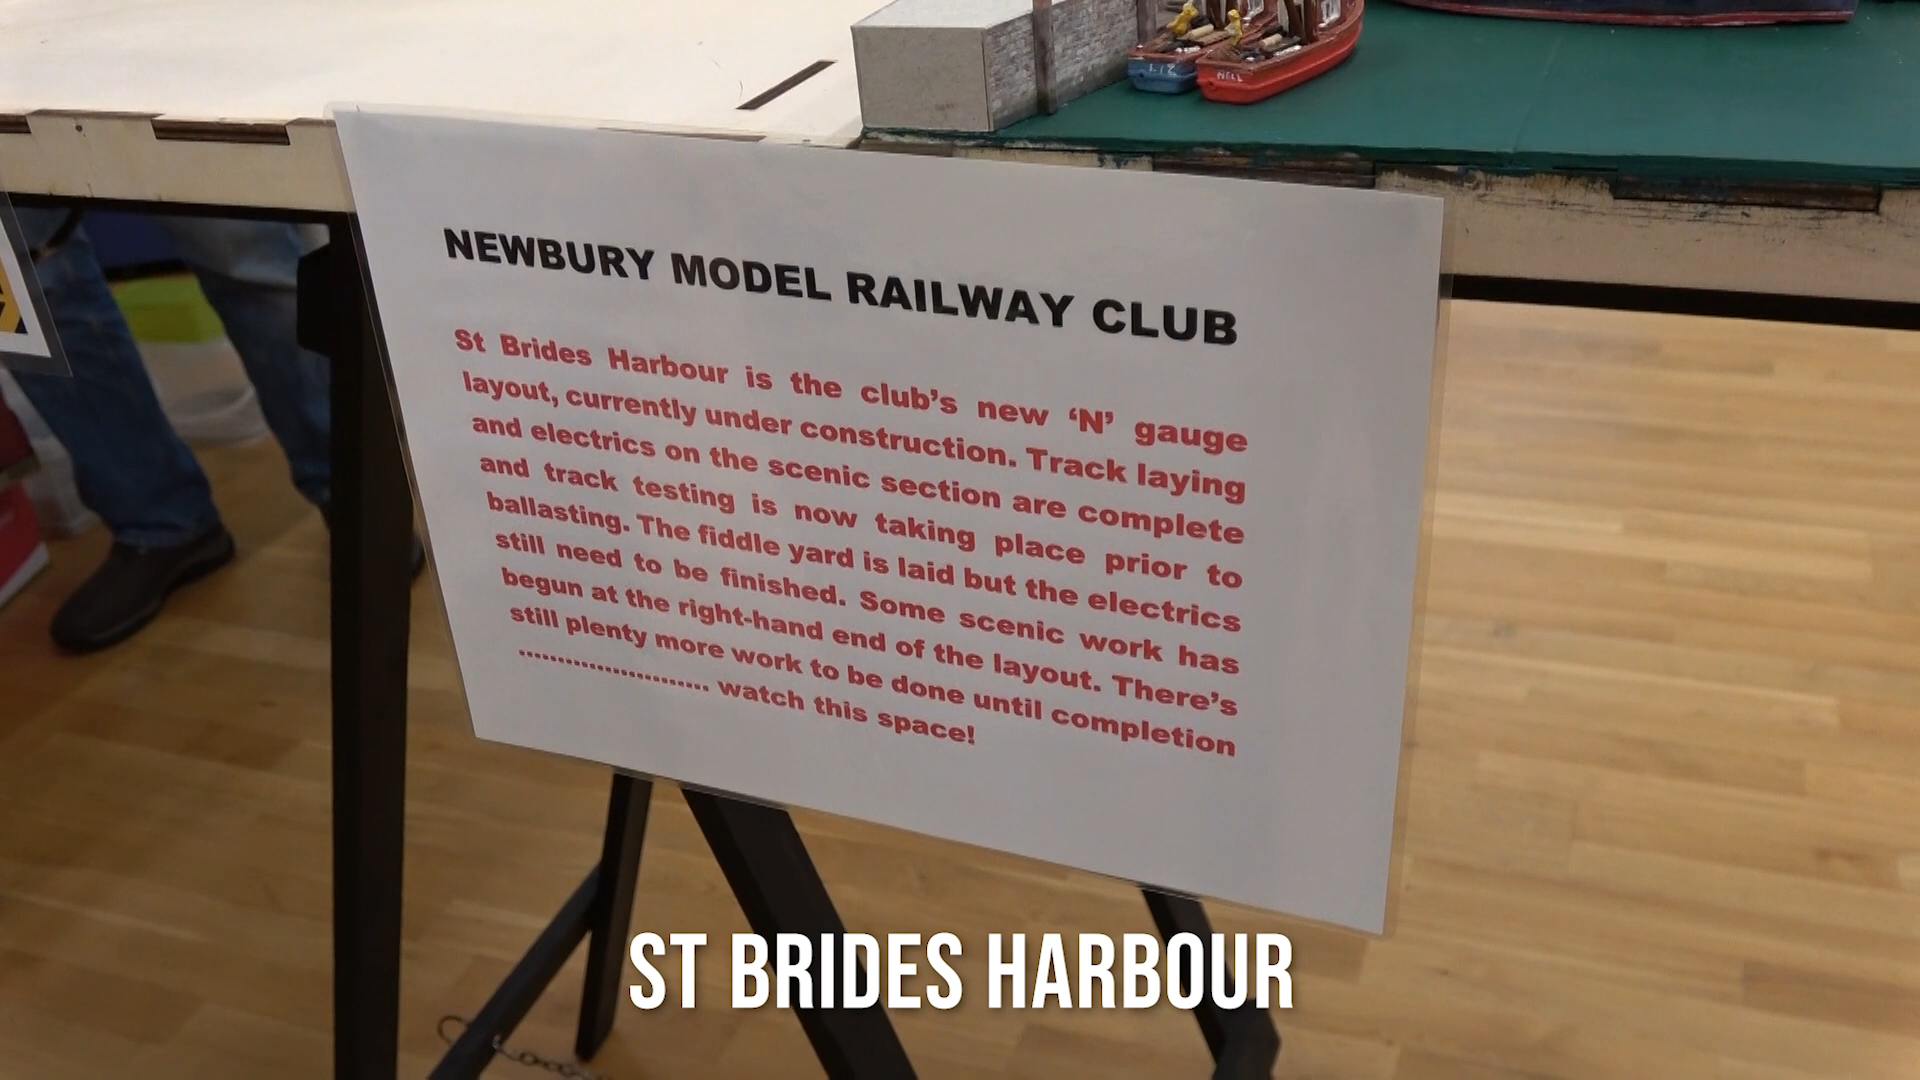 NELL
NEWBURY MODEL RAILWAY CLUB
St Brides Harbour is the club’s new ‘N’ gauge
layout, currently under construction. Track laying
and electrics on the scenic section are complete
and track testing is now taking place prior to
ballasting. The fiddle yard is laid but the electrics
still need to be finished. Some scenic work has
begun at the right-hand end of the layout. There’s
still plenty more work to be done until completion
........................ watch this space!
ST BRIDES HARBOUR